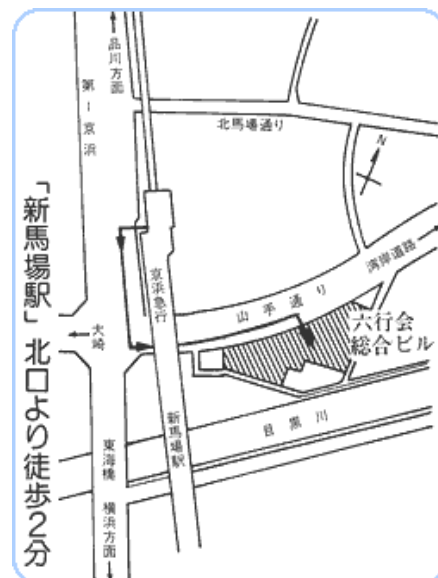 「新馬場駅」北口より徒歩2分
品川方面
第一京浜
北馬場通り
N
湾岸道路
山手通り
京浜急行
大崎
六行会
総合ビル
新馬場駅
目黒川
東海橋
横浜方面